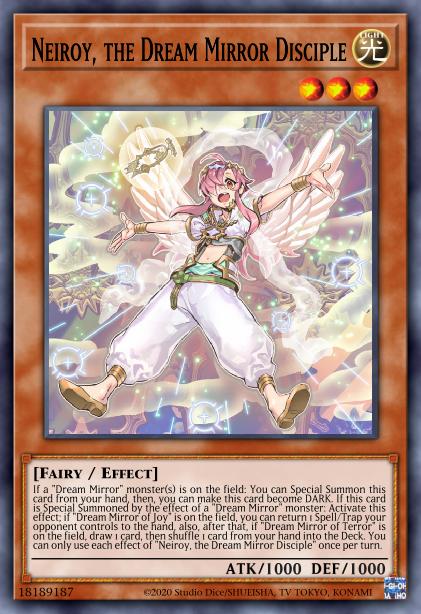 Neiroy, the Dream Mirror Disciple
LIGHT
光
[Fairy / Effect]
If a "Dream Mirror" monster(s) is on the field: You can Special Summon this
card from your hand, then, you can make this card become DARK. If this card
is Special Summoned by the effect of a "Dream Mirror" monster: Activate this
effect; if "Dream Mirror of Joy" is on the field, you can return 1 Spell/Trap your
opponent controls to the hand, also, after that, if "Dream Mirror of Terror" is
on the field, draw 1 card, then shuffle 1 card from your hand into the Deck. You
can only use each effect of "Neiroy, the Dream Mirror Disciple" once per turn.
ATK/1000 DEF/1000
18189187
©2020 Studio Dice/SHUEISHA, TV TOKYO, KONAMI